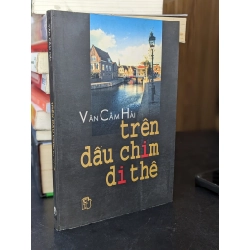 VĂN CẦM HẢI
trên
dấu chim
di thê